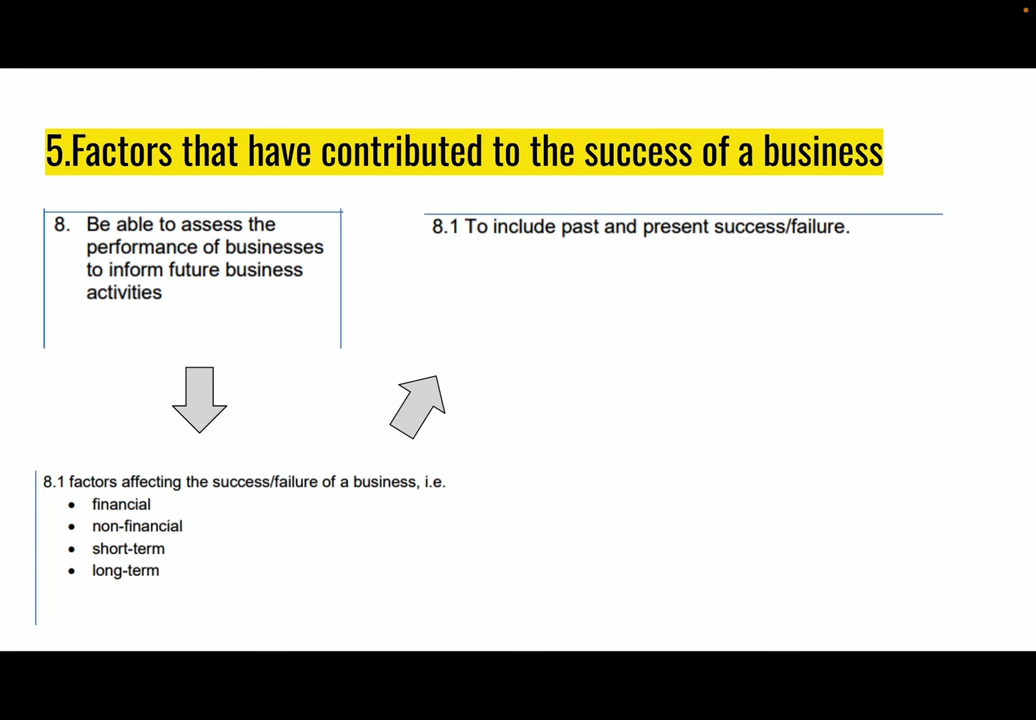 5.Factors that have contributed to the success of a business
8. Be able to assess the
performance of businesses
to inform future business
activities
8.1 To include past and present success/failure.
8.1 factors affecting the success/failure of a business, i.e.
• financial
• non-financial
• short-term
• long-term